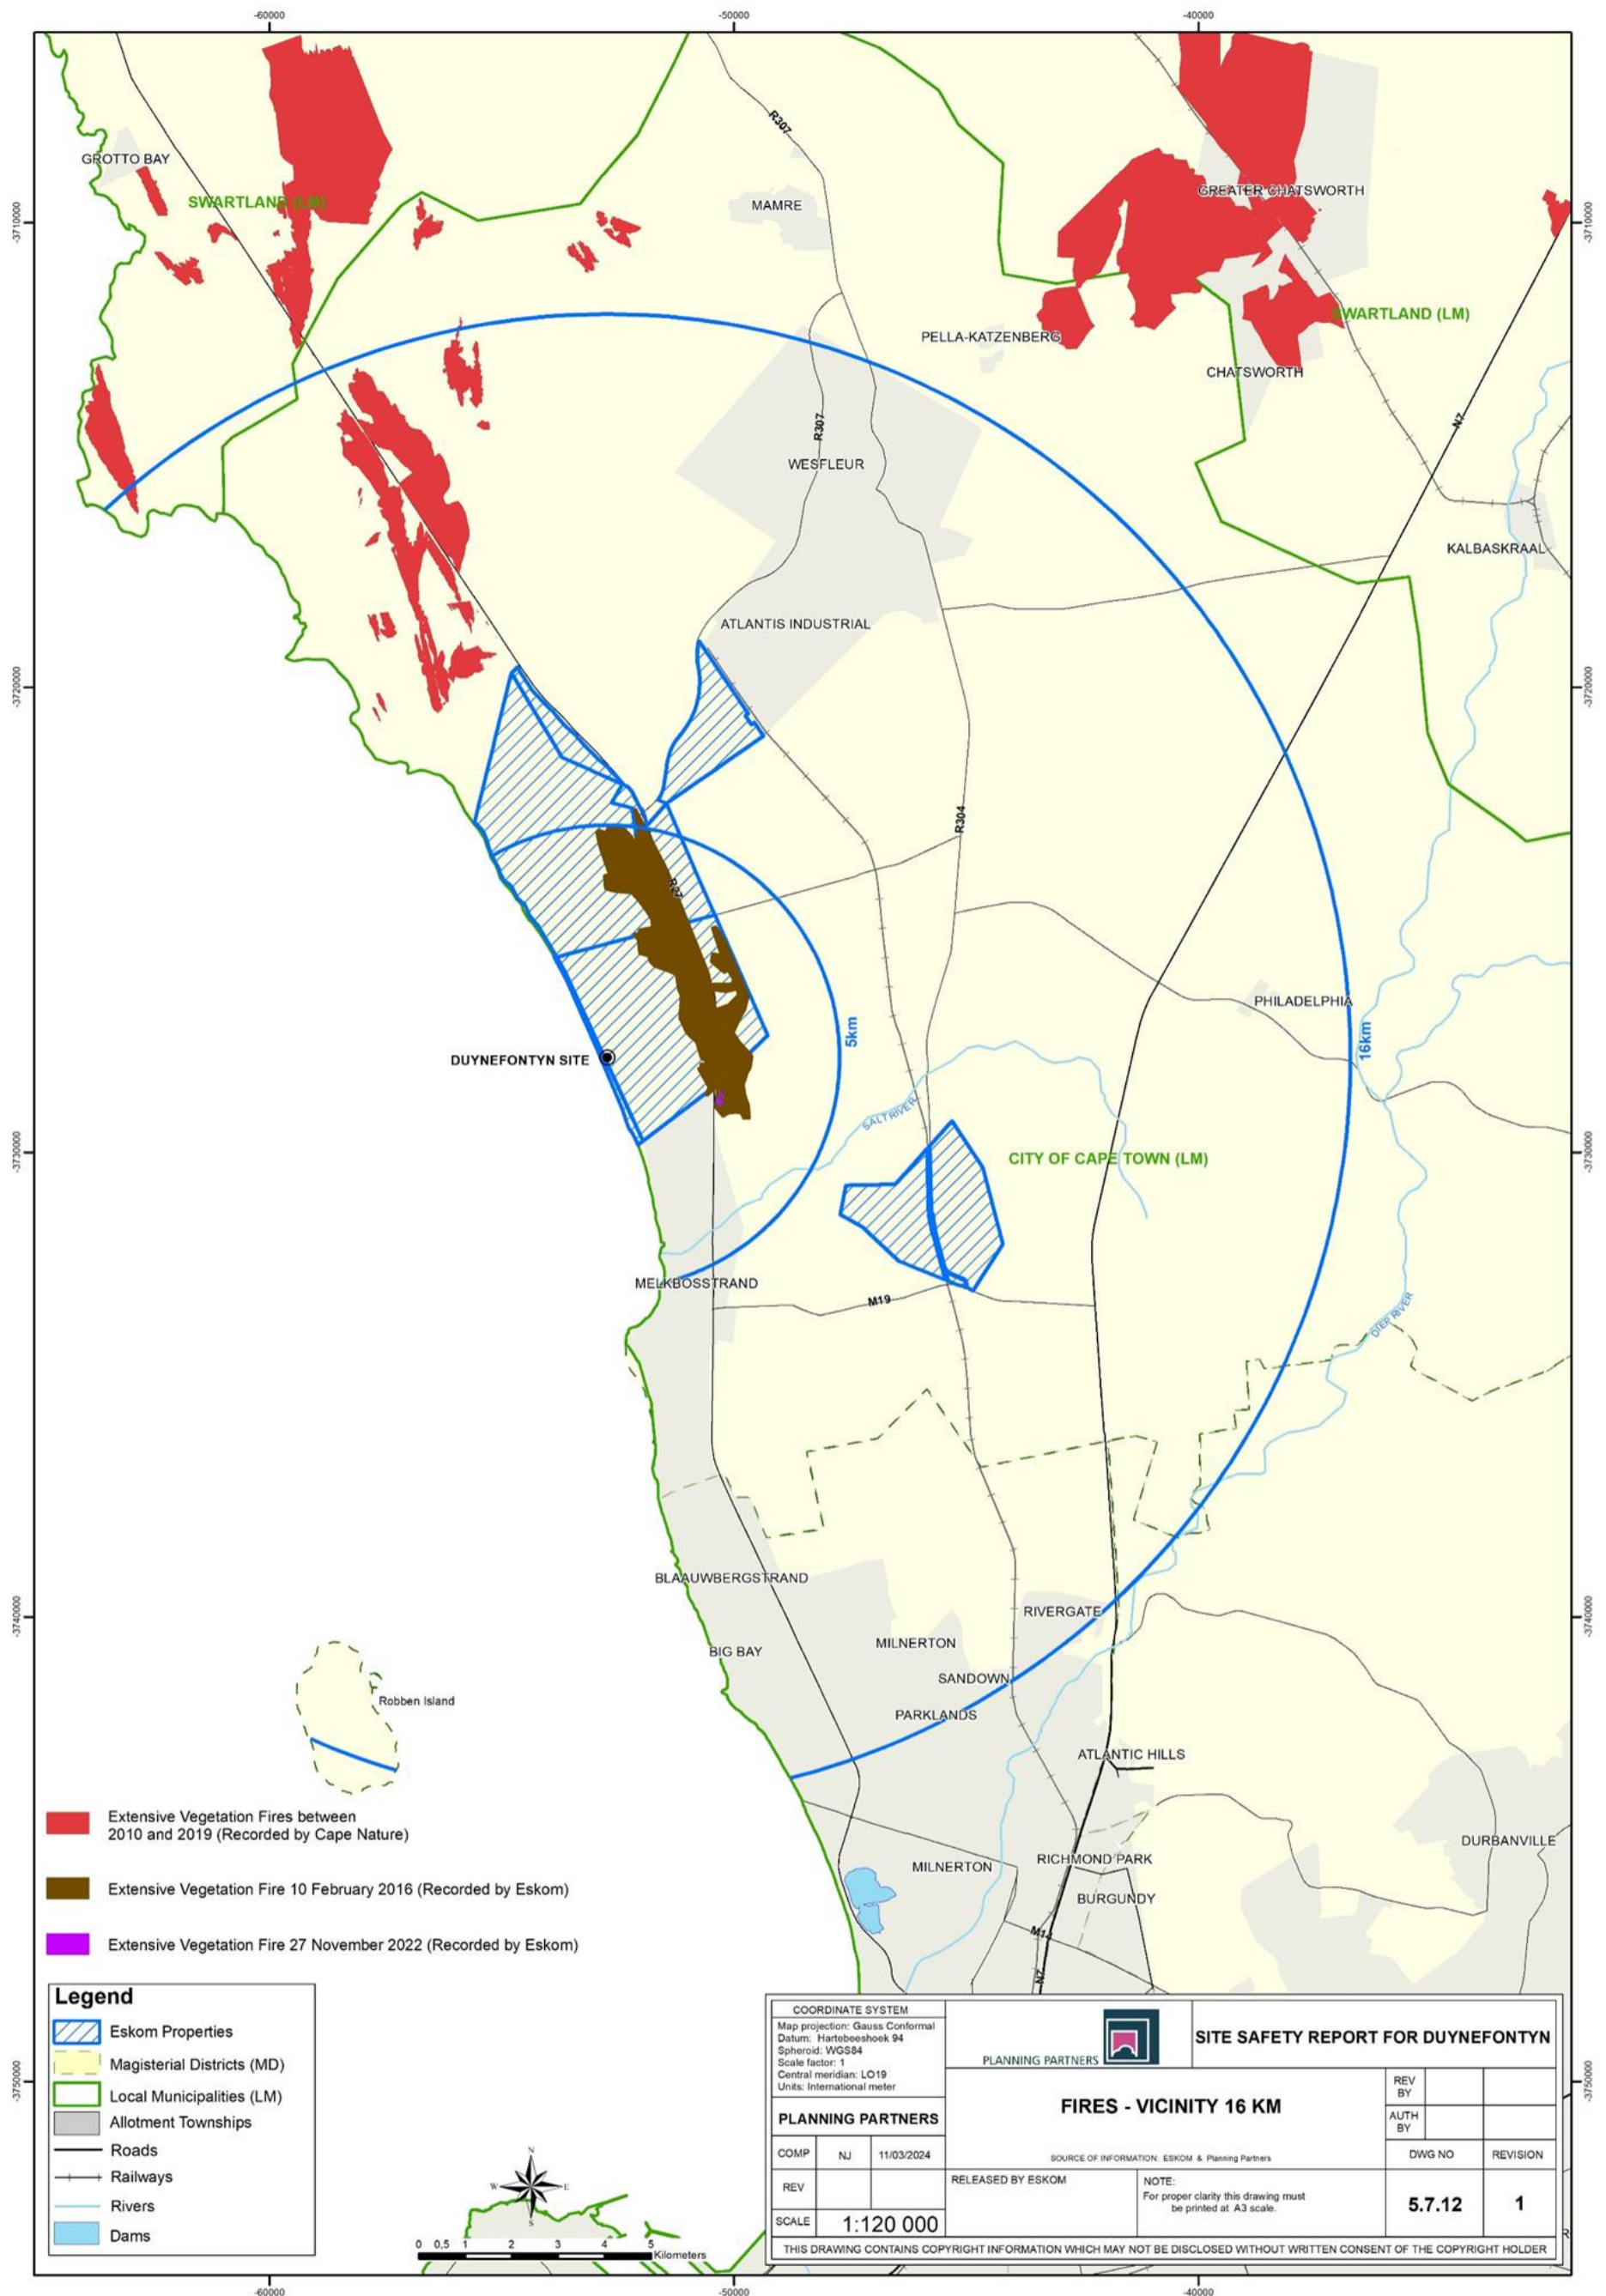 -60000
-50000
-40000
R307
GROTTO BAY
SWARTLAND (LM)
MAMRE
GREATER CHATSWORTH
-3710000
-3710000
SWARTLAND (LM)
PELLA-KATZENBERG
CHATSWORTH
N7
R307
WESFLEUR
KALBASKRAAL
ATLANTIS INDUSTRIAL
-3720000
-3720000
R304
R27
PHILADELPHIA
5km
16km
DUYNEFONTYN SITE
SALT RIVER
-3730000
-3730000
CITY OF CAPE TOWN (LM)
MELKBOSSTRAND
M19
DIEP RIVER
BLAAUWBERGSTRAND
RIVERGATE
-3740000
-3740000
MILNERTON
BIG BAY
SANDOWN
Robben Island
PARKLANDS
ATLANTIC HILLS
Extensive Vegetation Fires between
2010 and 2019 (Recorded by Cape Nature)
DURBANVILLE
RICHMOND PARK
MILNERTON
Extensive Vegetation Fire 10 February 2016 (Recorded by Eskom)
BURGUNDY
Extensive Vegetation Fire 27 November 2022 (Recorded by Eskom)
N7
Legend
Eskom Properties
Magisterial Districts (MD)
Local Municipalities (LM)
Allotment Townships
Roads
Railways
Rivers
Dams
-3750000
-3750000
N
W
E
S
0 0,5 1 2 3 4 5
Kilometers
COORDINATE SYSTEM
Map projection: Gauss Conformal
Datum: Hartebeeshoek 94
Spheroid: WGS84
Scale factor: 1
Central meridian: LO19
Units: International meter
PLANNING PARTNERS
SITE SAFETY REPORT FOR DUYNEFONTYN
PLANNING PARTNERS
FIRES - VICINITY 16 KM
REV
BY
AUTH
BY
COMP NJ 11/03/2024
SOURCE OF INFORMATION: ESKOM & Planning Partners
DWG NO
REVISION
REV
RELEASED BY ESKOM
NOTE:
For proper clarity this drawing must
be printed at A3 scale.
5.7.12
1
SCALE 1:120 000
THIS DRAWING CONTAINS COPYRIGHT INFORMATION WHICH MAY NOT BE DISCLOSED WITHOUT WRITTEN CONSENT OF THE COPYRIGHT HOLDER
-60000
-50000
-40000